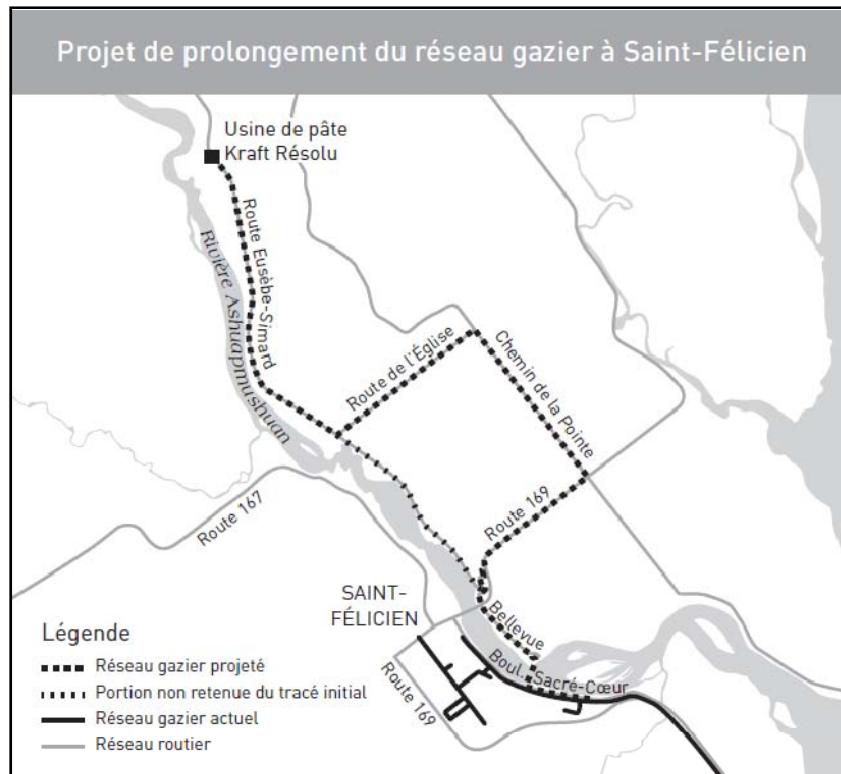 Projet de prolongement du réseau gazier à Saint-Félicien
Usine de pâte
Kraft Résolu
Route Eusèbe-Simard
Rivière Ashuapmushuan
Route de l'Église
Chemin de la Pointe
Route 169
Route 167
SAINT-
FÉLICIEN
Bellevue
Boul. Sacré-Cœur
Route 169
Légende
Réseau gazier projeté
Portion non retenue du tracé initial
Réseau gazier actuel
Réseau routier